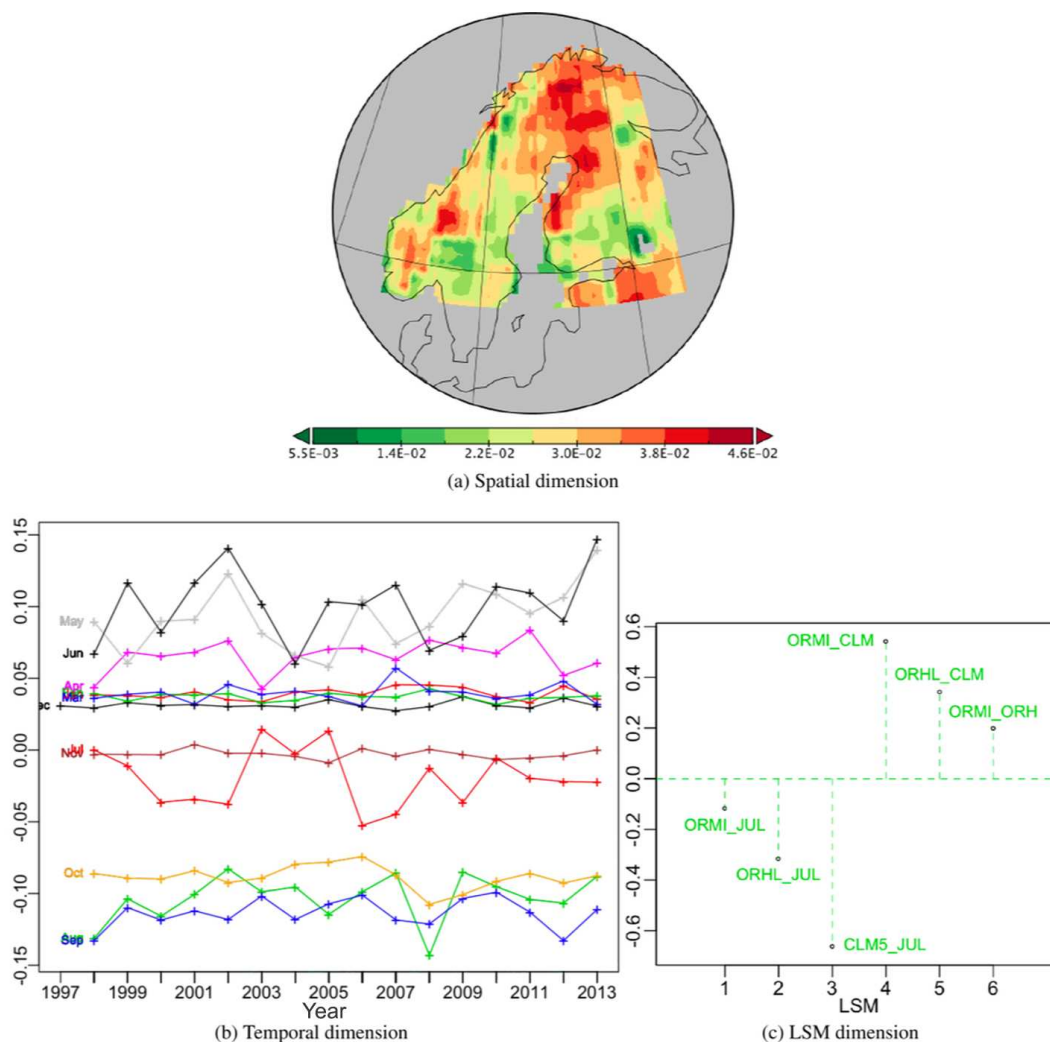 5.5E-03 1.4E-02 2.2E-02 3.0E-02 3.8E-02 4.6E-02
(a) Spatial dimension
0.15
0.10
May
Jun
0.05
Apr
Mar
ec
0.00
Jul
Nov
-0.05
Oct
-0.10
Sep
-0.15
1997 1999 2001 2003 2005 2007 2009 2011 2013
Year
(b) Temporal dimension
0.6
ORMI_CLM
0.4
ORHL_CLM
0.2
ORMI_ORH
0.0
ORMI_JUL
-0.2
ORHL_JUL
-0.4
-0.6
CLM5_JUL
1 2 3 4 5 6
LSM
(c) LSM dimension